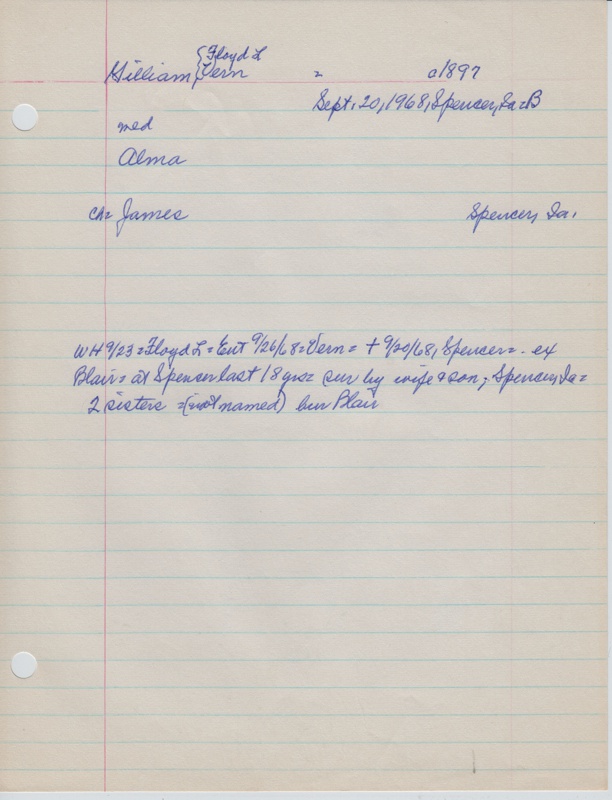 {Floyd L
Gilliam, {Vern = c1897
Sept. 20, 1968, Spencer, Ia=B
med
Alma
ch= James Spencer, Ia.
WH 9/23=Floyd L=Ent 9/26/68=Vern= + 9/20/68, Spencer=. ex
Blair= at Spencer last 18 yrs= sur by wife & son, Spencer, Ia=
2 sisters =(not named) bur Blair